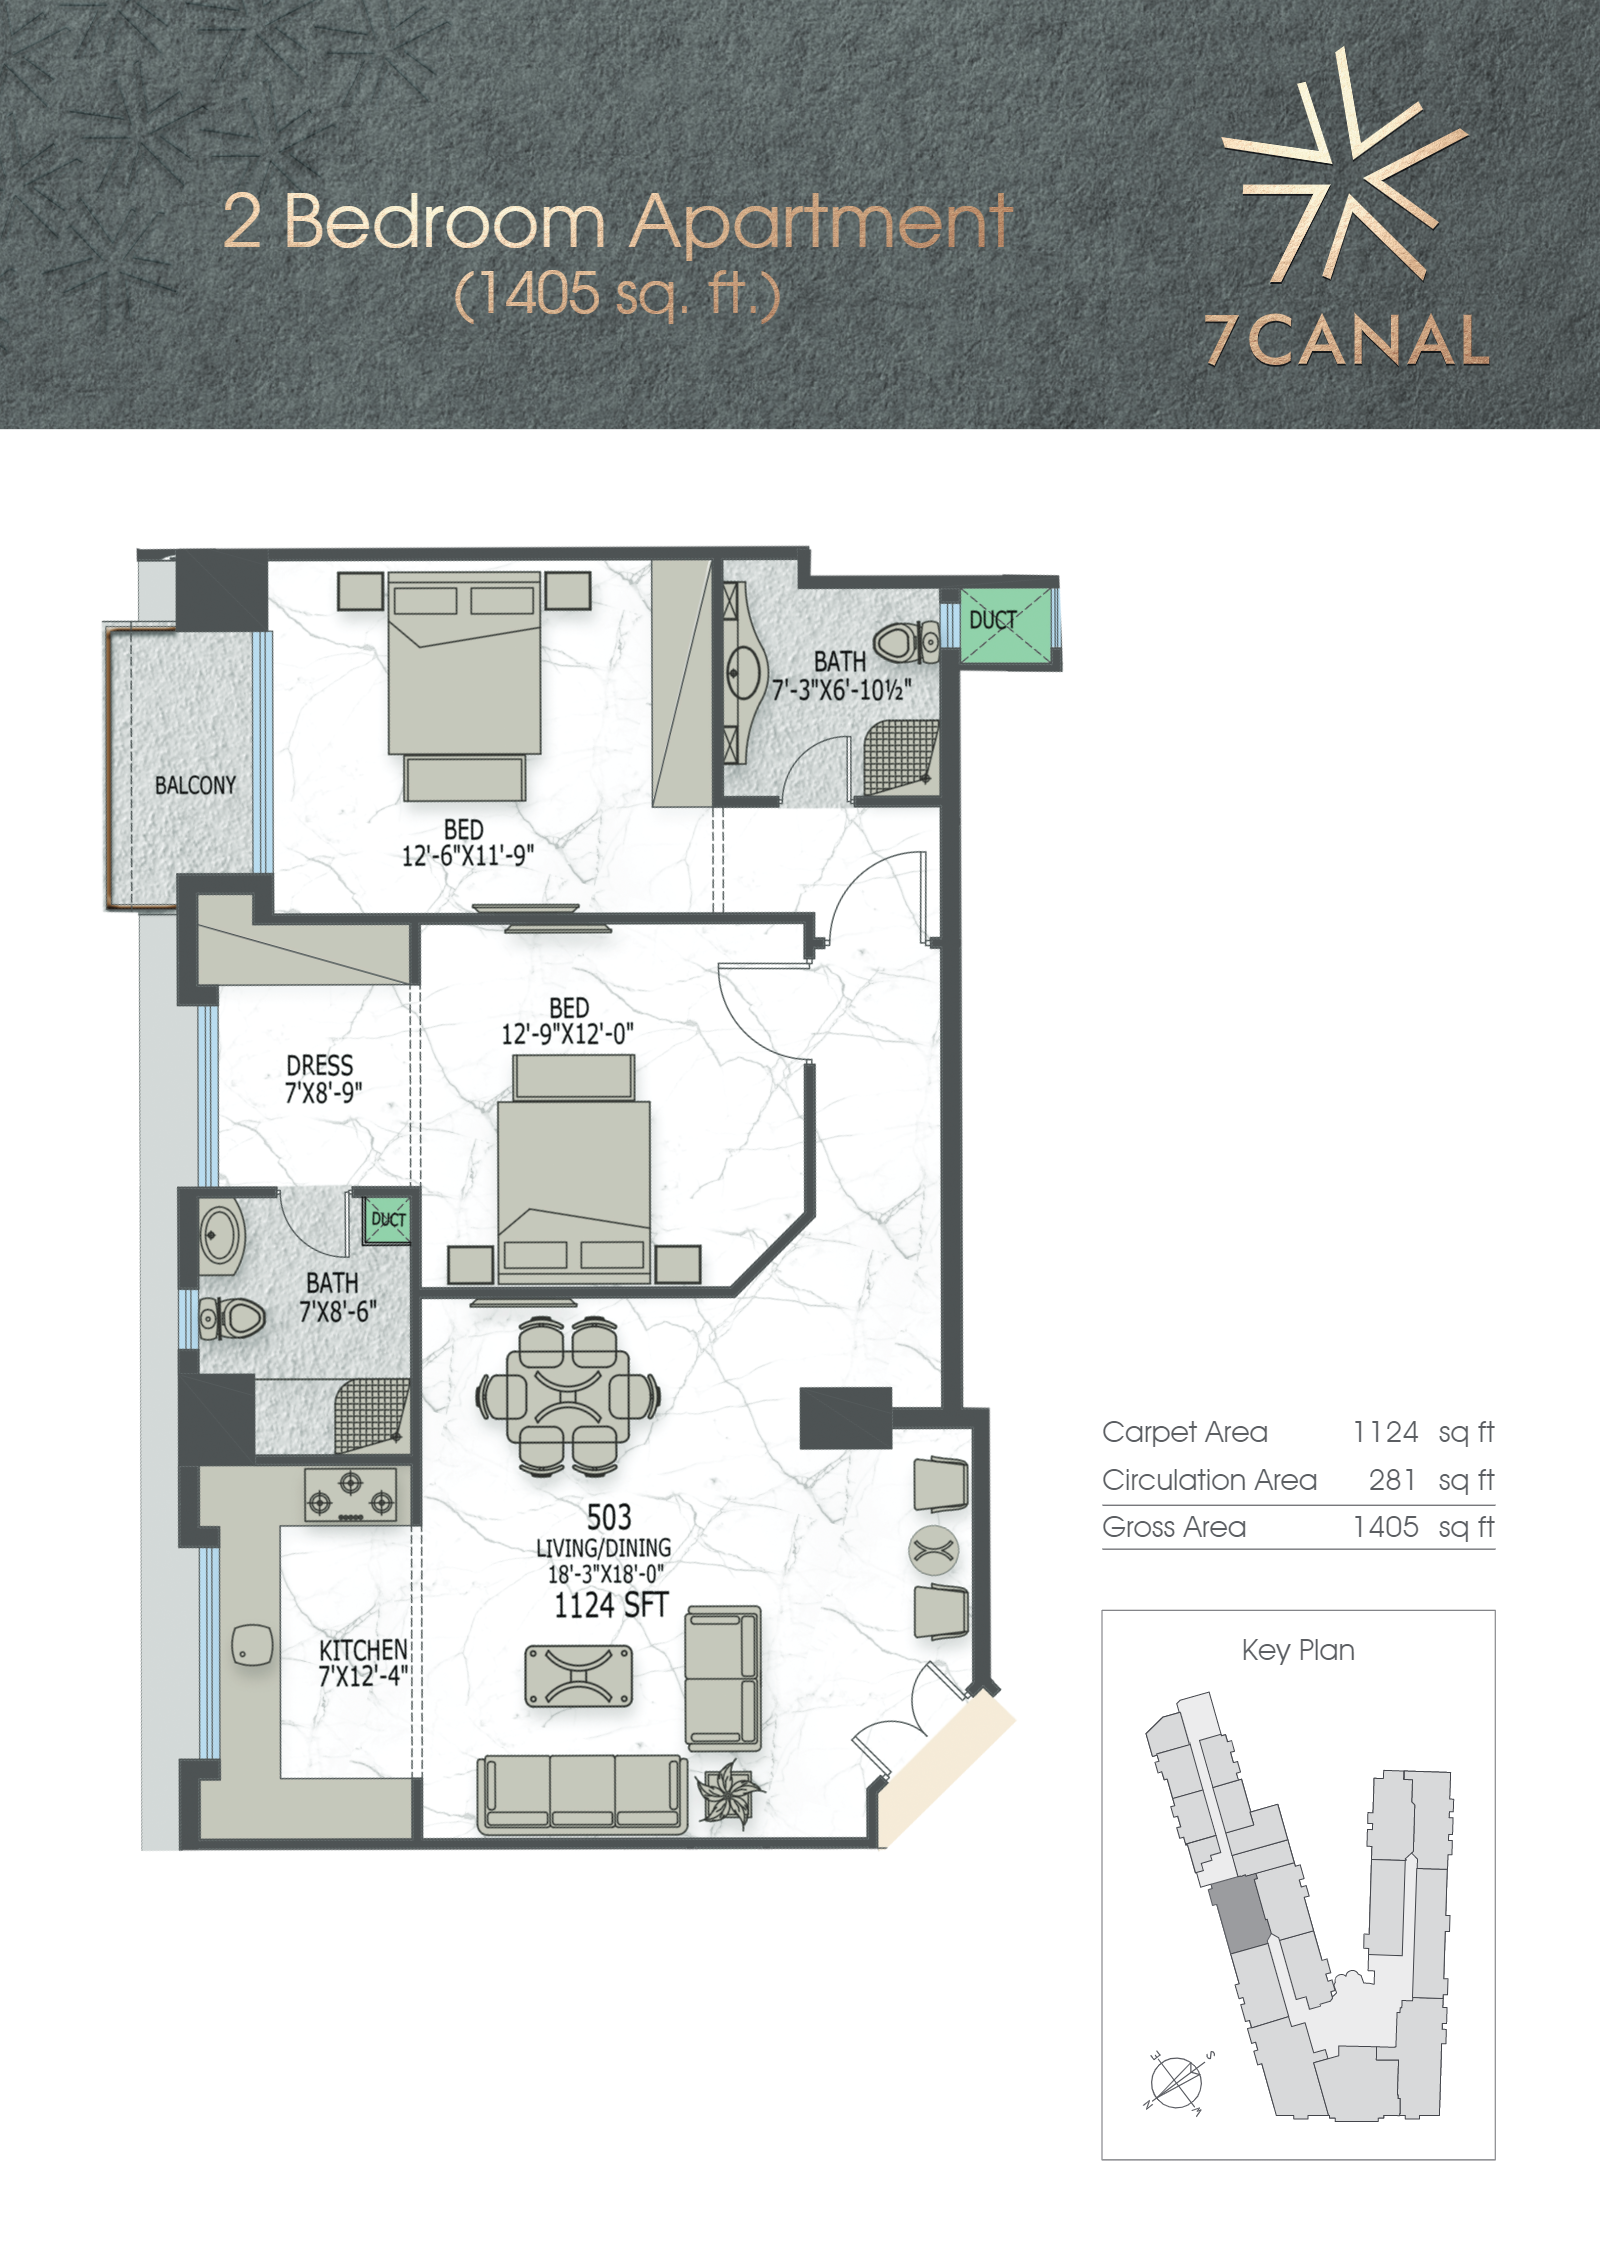 2 Bedroom Apartment
(1405 sq. ft.)
7CANAL
DUCT
BATH
7'-3"X6'-10½"
BALCONY
BED
12'-6"X11'-9"
BED
12'-9"X12'-0"
DRESS
7'X8'-9"
DUCT
BATH
7'X8'-6"
503
LIVING/DINING
18'-3"X18'-0"
1124 SFT
KITCHEN
7'X12'-4"
Carpet Area 1124 sq ft
Circulation Area 281 sq ft
Gross Area 1405 sq ft
Key Plan
E
S
N
W